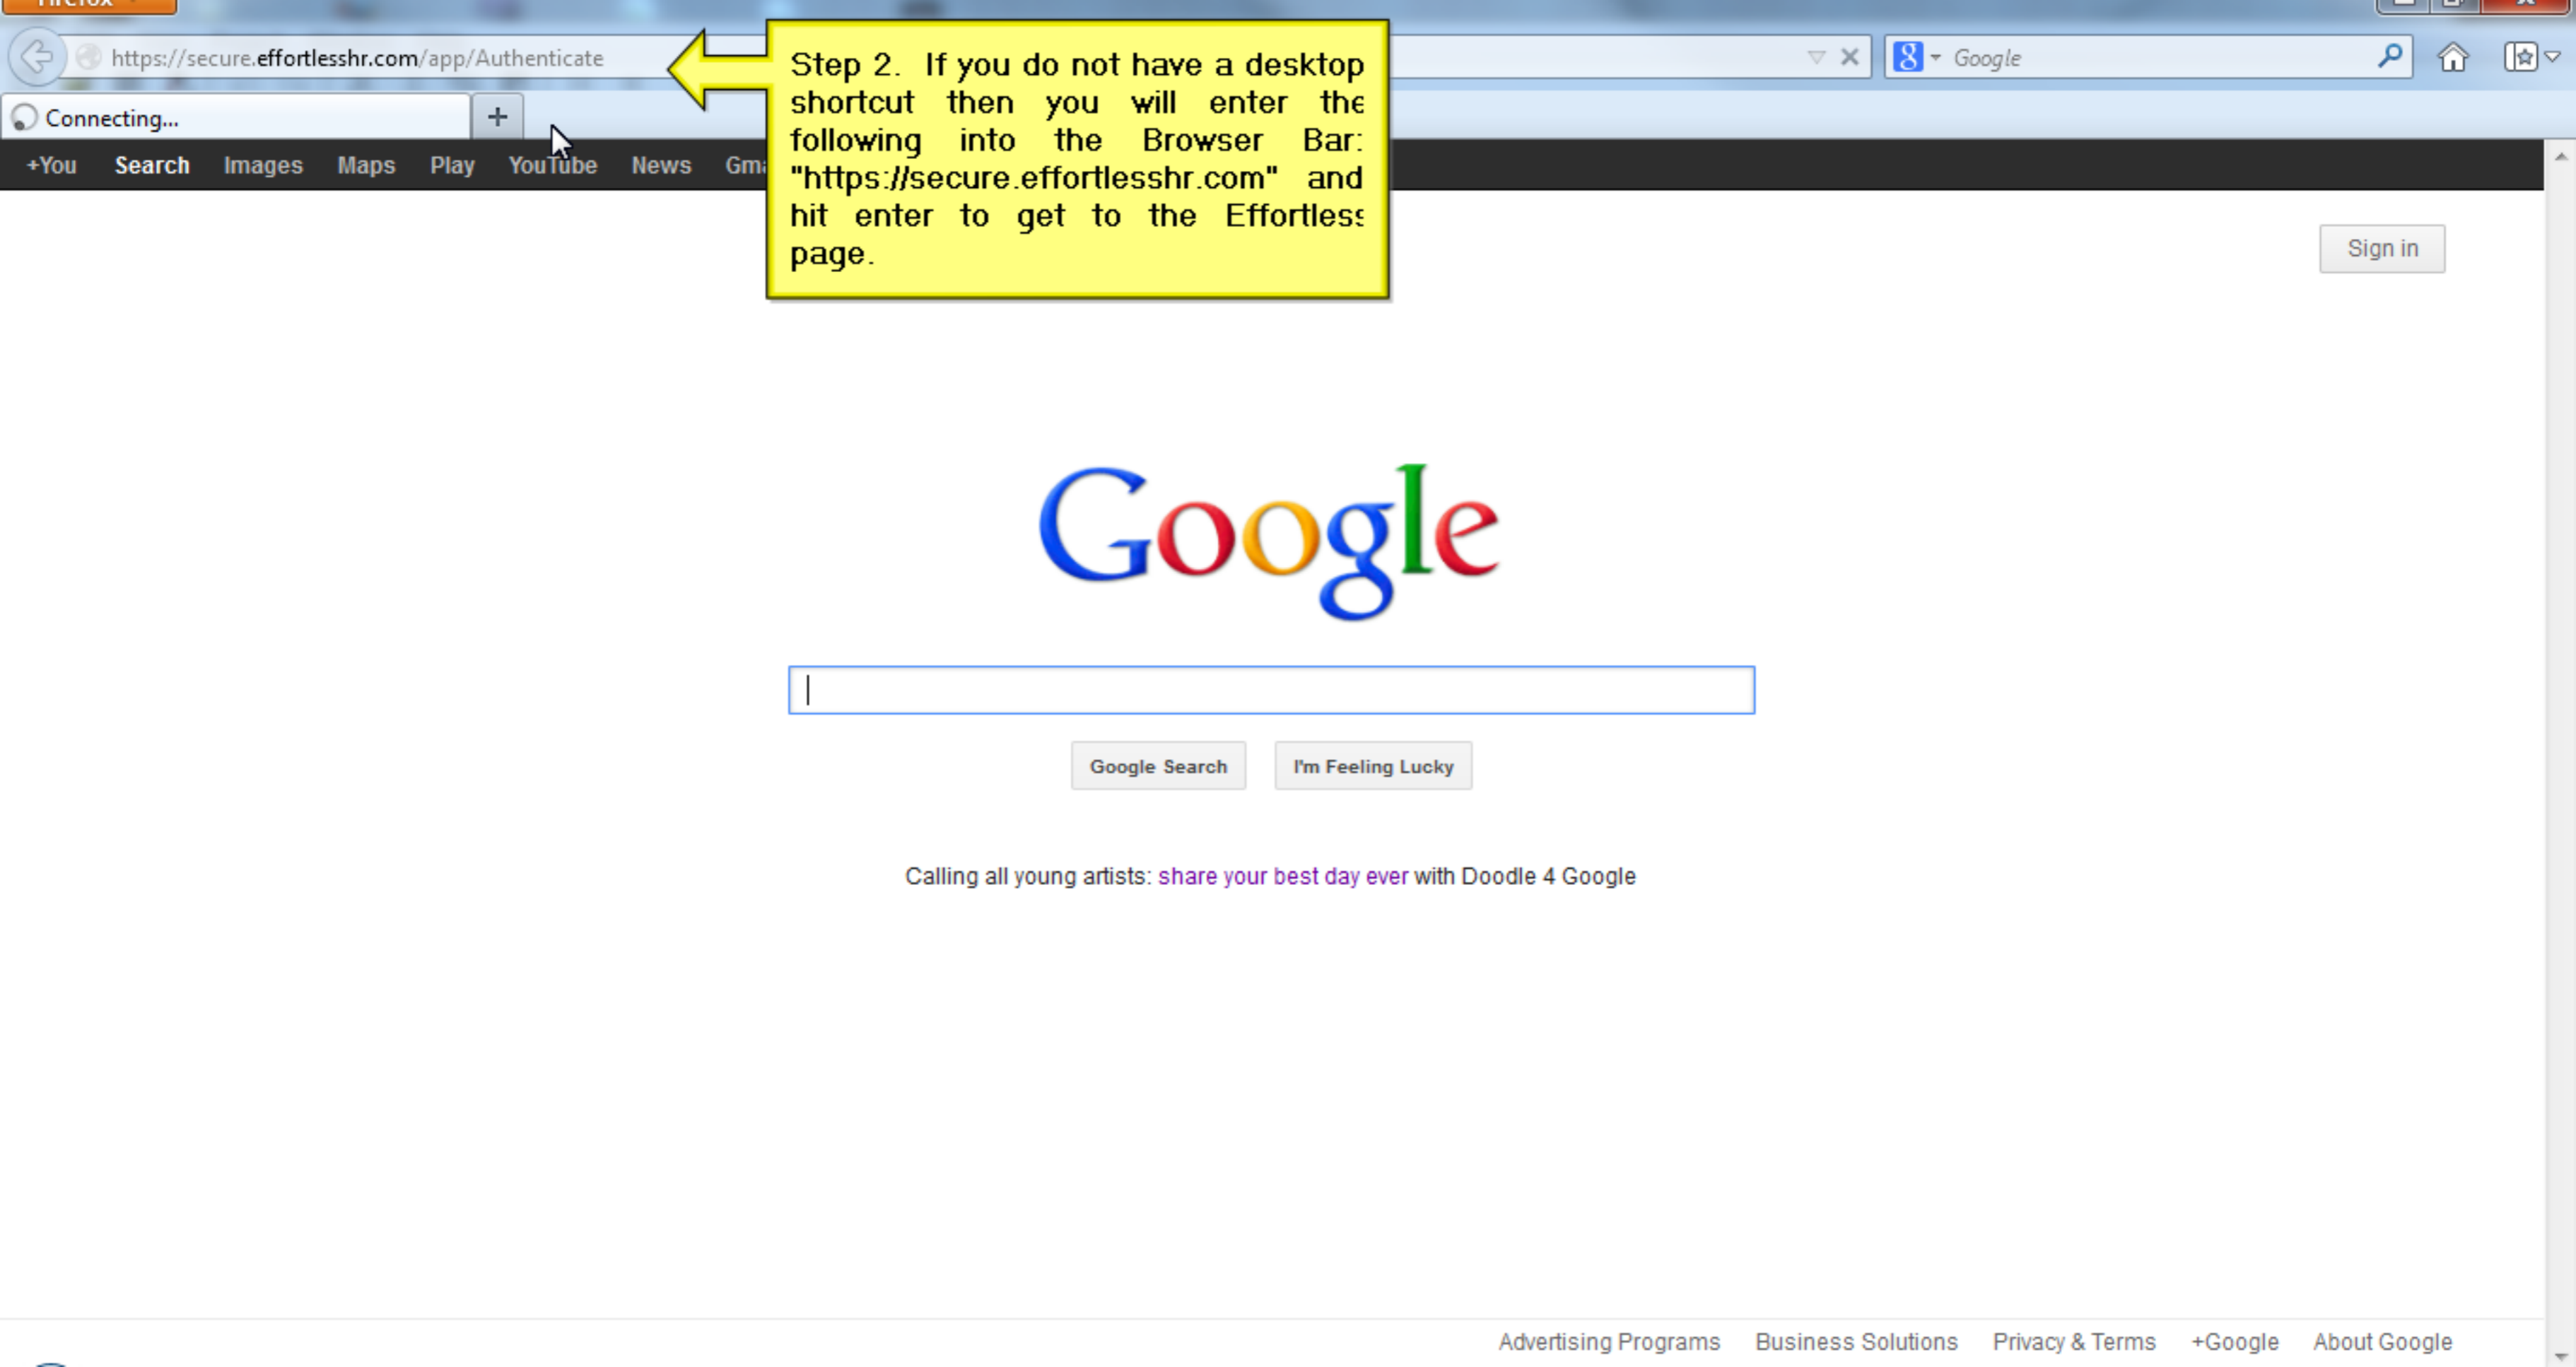 Firefox
https://secure.effortlesshr.com/app/Authenticate
Google
Connecting...
+You Search Images Maps Play YouTube News Gma
Step 2. If you do not have a desktop
shortcut then you will enter the
following into the Browser Bar:
"https://secure.effortlesshr.com" and
hit enter to get to the Effortless
page.
Sign in
Google
Google Search I'm Feeling Lucky
Calling all young artists: share your best day ever with Doodle 4 Google
Advertising Programs Business Solutions Privacy & Terms +Google About Google